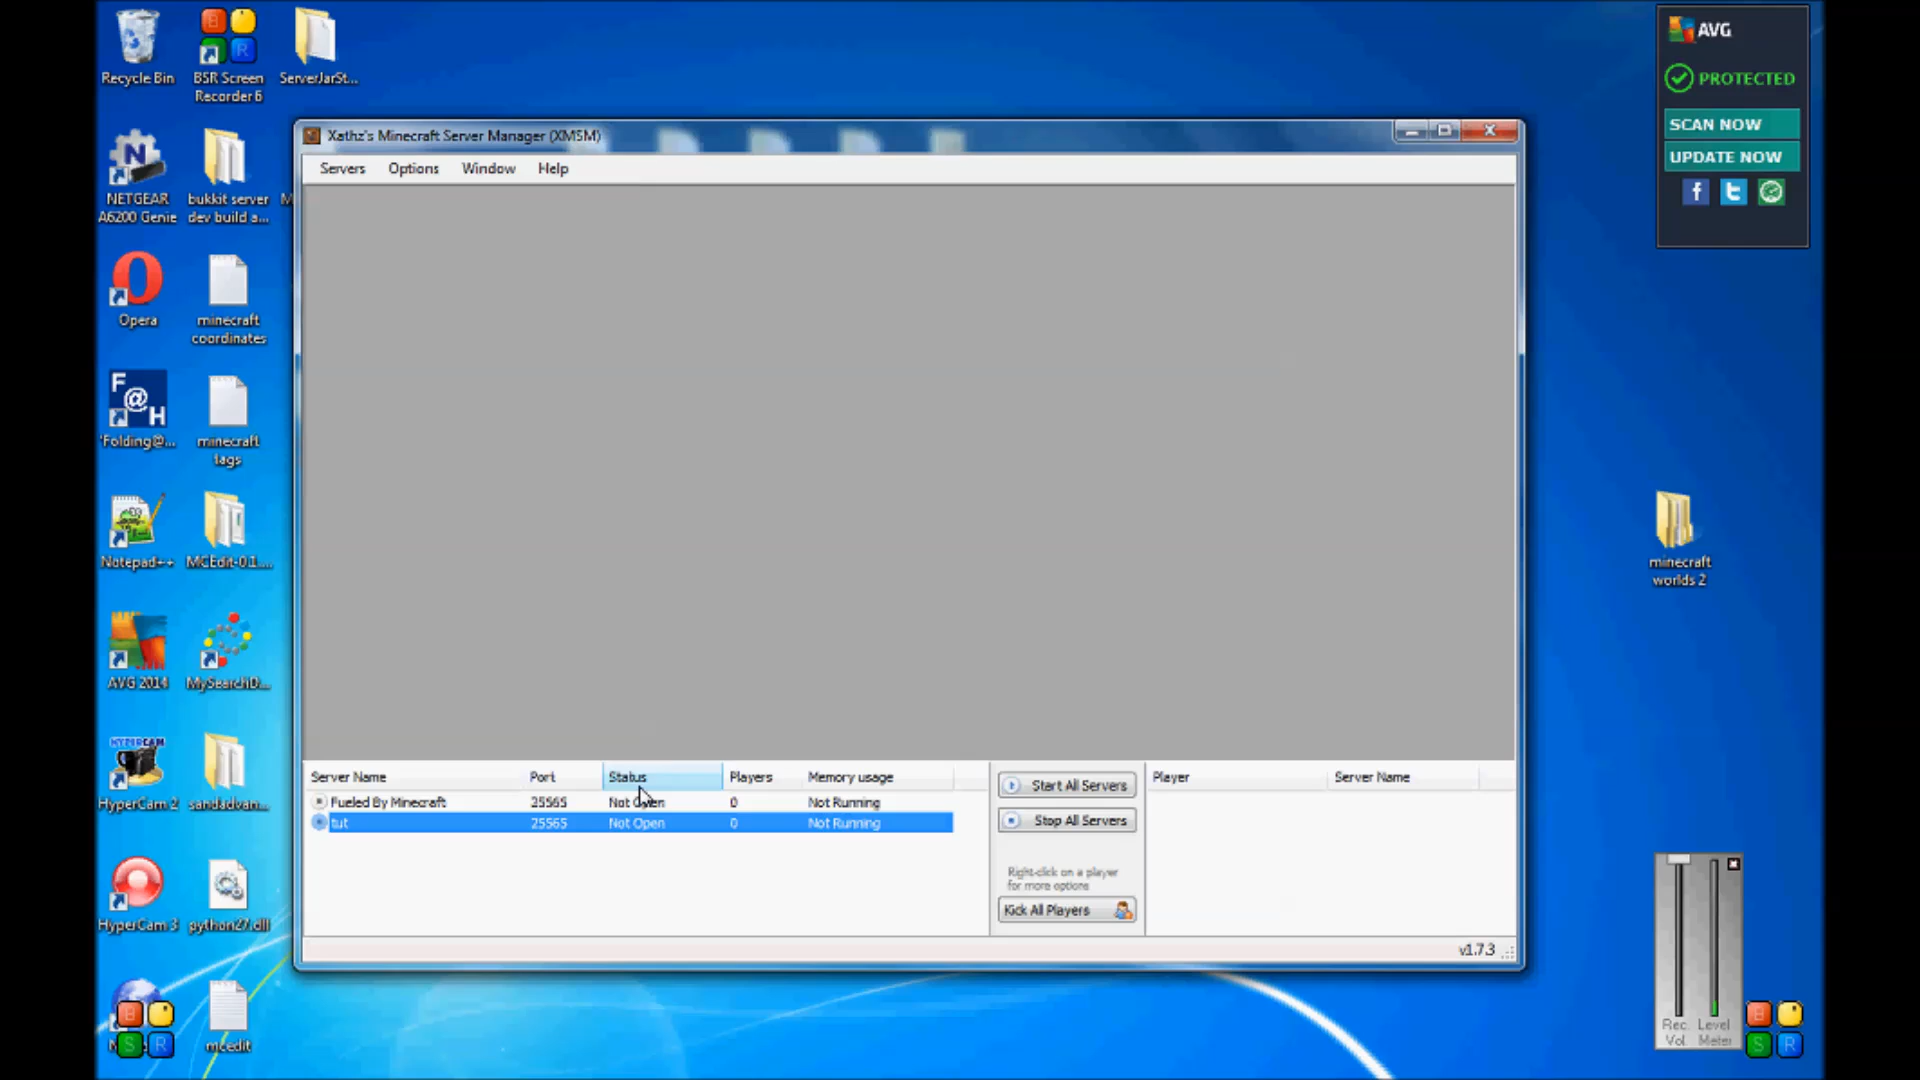 Recycle Bin
BSR Screen
Recorder 6
ServerJarSt...
NETGEAR
A6200 Genie
bukkit server
dev build a...
M
Opera
minecraft
coordinates
F
@
H
'Folding@...
minecraft
tags
Notepad++
MCEdit-0.1....
AVG 2014
MySearchD...
HYPERCAM
HyperCam 2
sandadvan...
HyperCam 3
python27.dll
mcedit
B
S R
Xathz's Minecraft Server Manager (XMSM)
Servers Options Window Help
Server Name Port Status Players Memory usage
Fueled By Minecraft 25565 Not Open 0 Not Running
tut 25565 Not Open 0 Not Running
Start All Servers
Stop All Servers
Right-click on a player
for more options
Kick All Players
Player Server Name
v1.7.3
AVG
PROTECTED
SCAN NOW
UPDATE NOW
minecraft
worlds 2
Rec. Level
Vol. Meter
B
S R